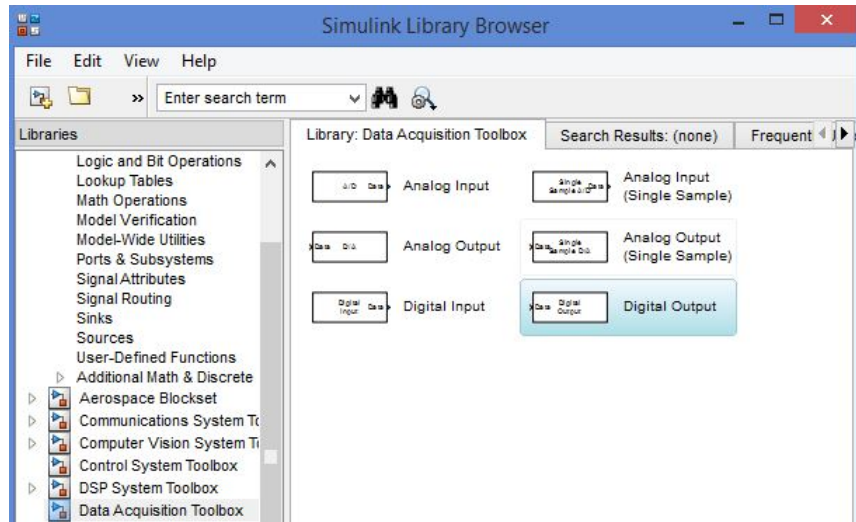 Simulink Library Browser
File Edit View Help
» Enter search term
Libraries
Library: Data Acquisition Toolbox
Search Results: (none)
Frequent
Logic and Bit Operations
Lookup Tables
Math Operations
Model Verification
Model-Wide Utilities
Ports & Subsystems
Signal Attributes
Signal Routing
Sinks
Sources
User-Defined Functions
Additional Math & Discrete
Aerospace Blockset
Communications System To
Computer Vision System To
Control System Toolbox
DSP System Toolbox
Data Acquisition Toolbox
A/D Data
Analog Input
Single
Sample A/D Data
Analog Input
(Single Sample)
Data D/A
Analog Output
Data Single
Sample D/A
Analog Output
(Single Sample)
Digital
Input Data
Digital Input
Data Digital
Output
Digital Output